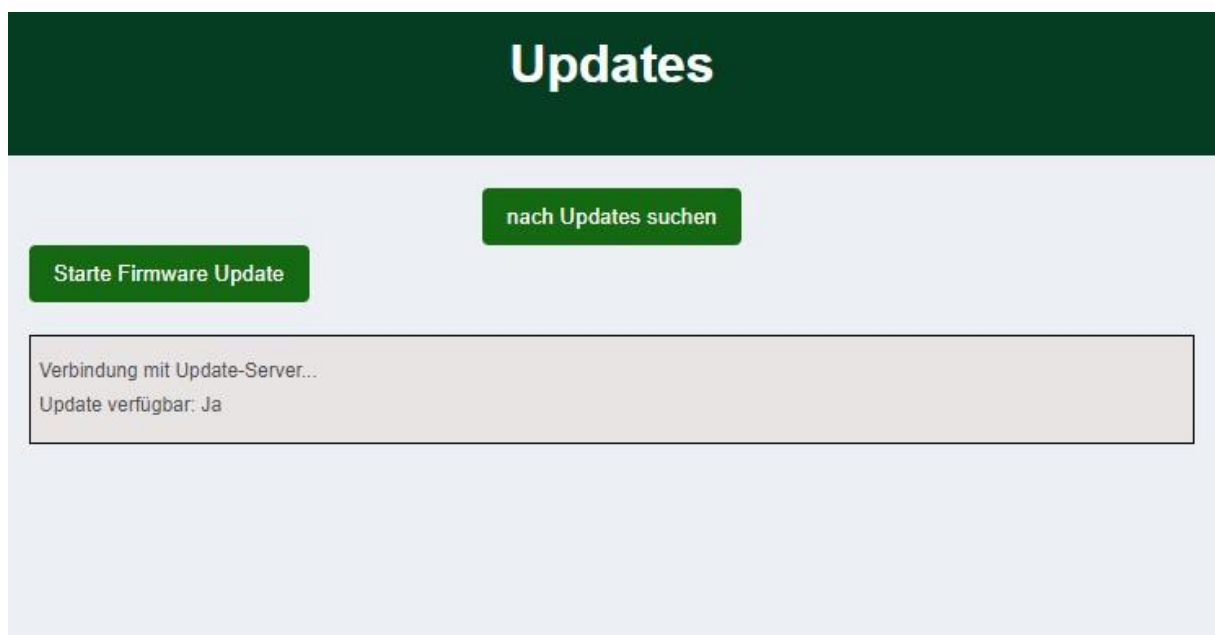 Updates
nach Updates suchen
Starte Firmware Update
Verbindung mit Update-Server...
Update verfügbar: Ja